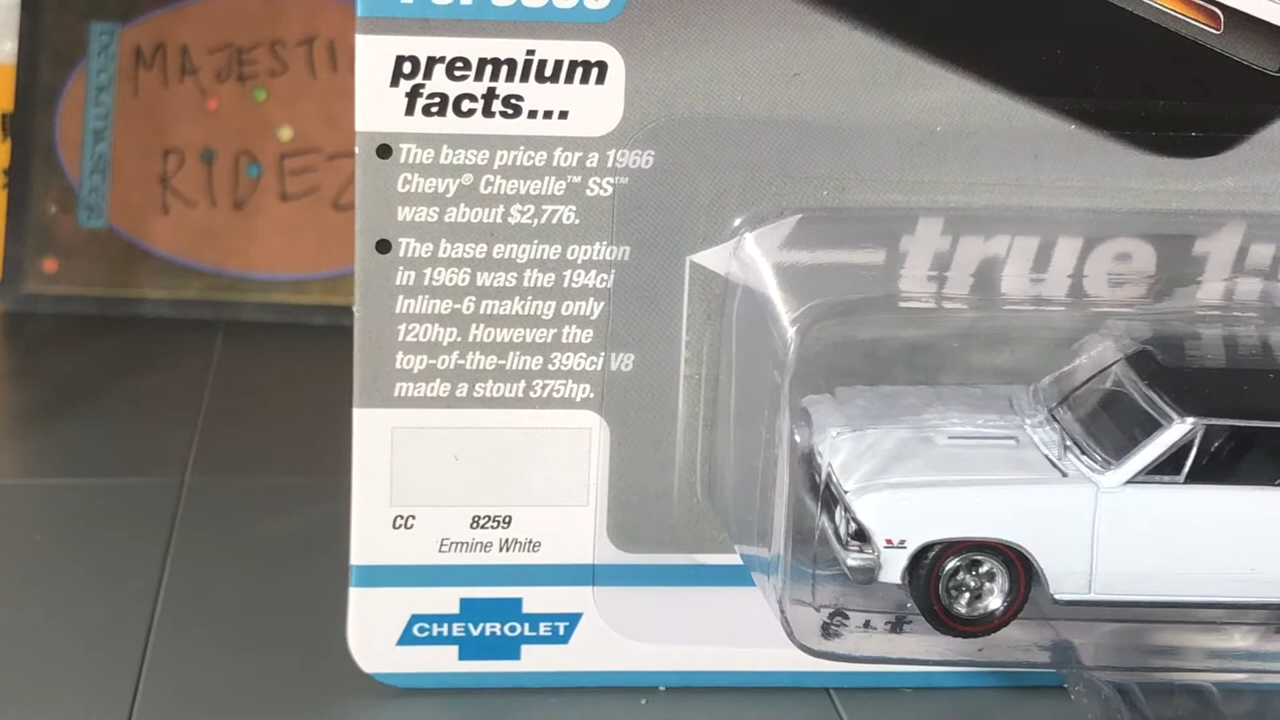 premium
facts...
The base price for a 1966
Chevy® Chevelle™ SS™
was about $2,776.
The base engine option
in 1966 was the 194ci
Inline-6 making only
120hp. However the
top-of-the-line 396ci V8
made a stout 375hp.
CC 8259
Ermine White
CHEVROLET
true 1:
MAJESTI
RIDEZ
DECKMASTER